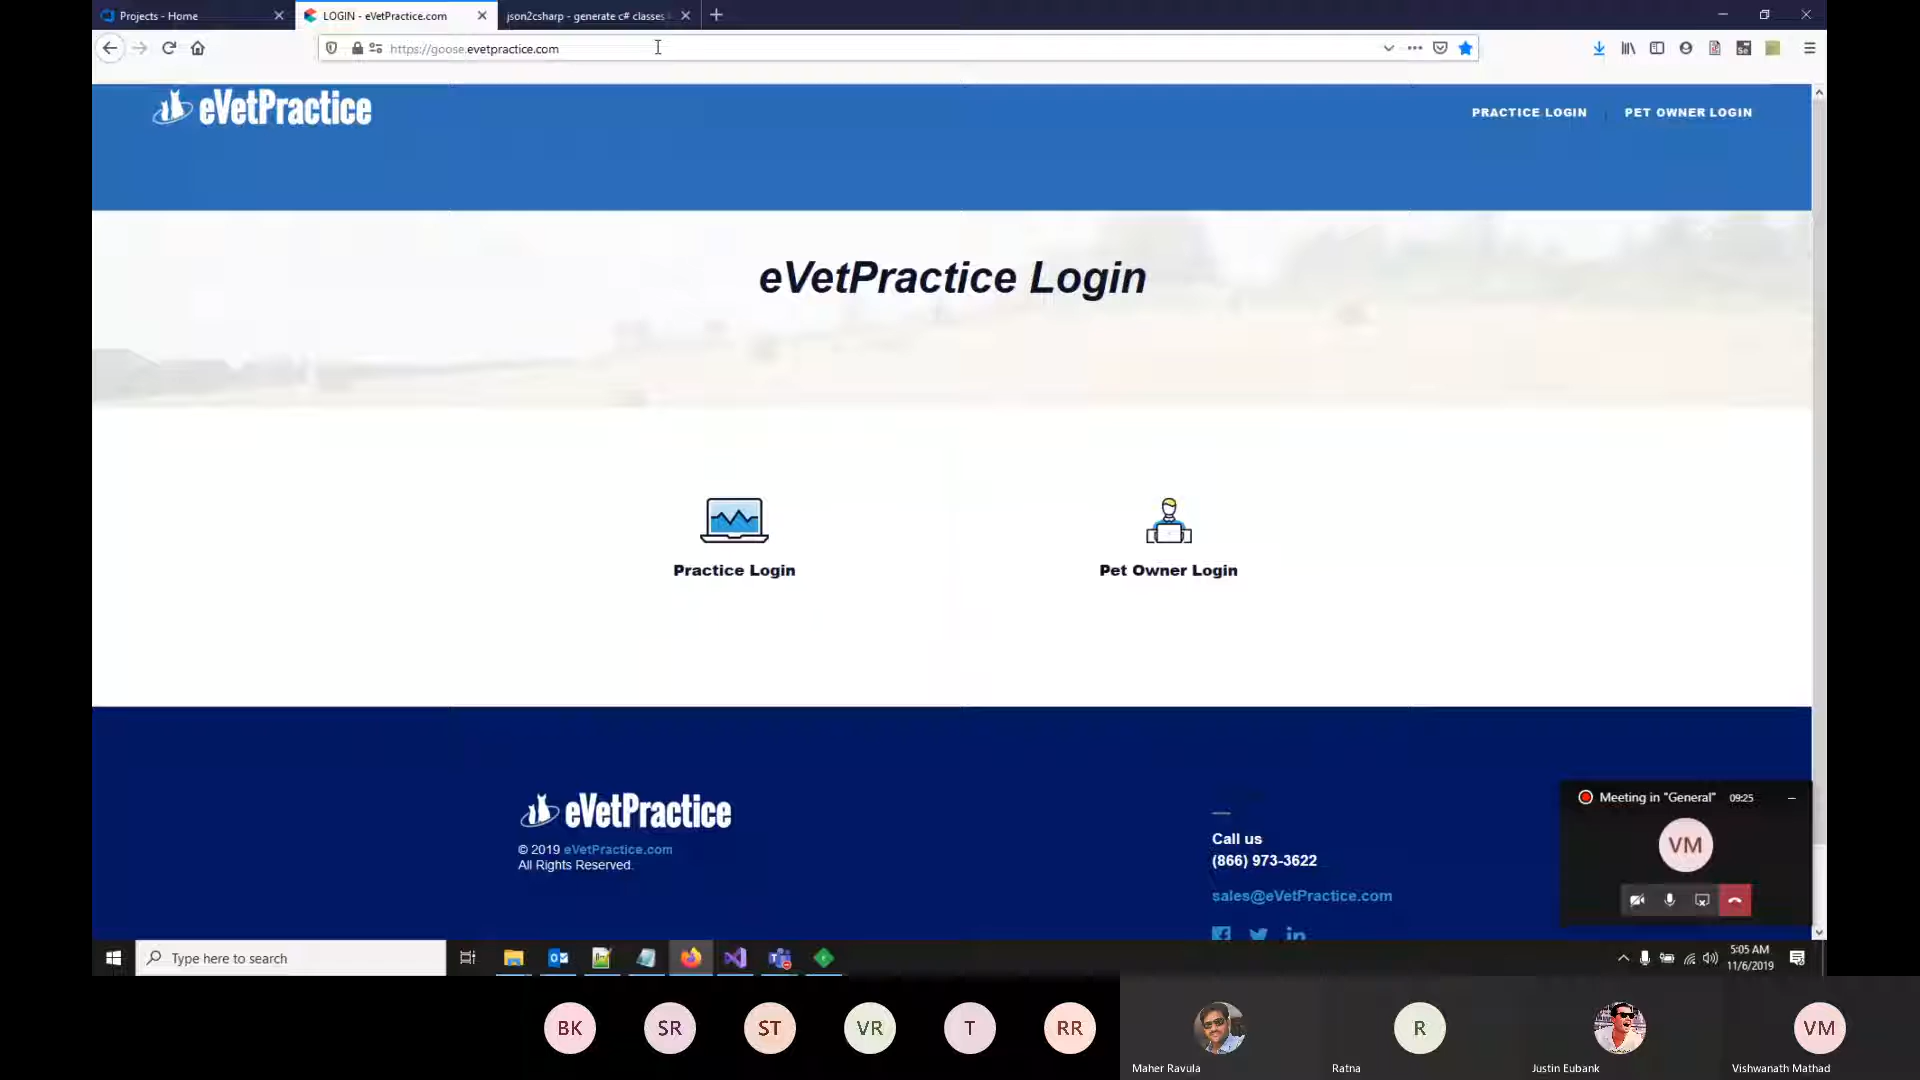 Projects - Home
LOGIN - eVetPractice.com
json2csharp - generate c# classes
https://goose.evetpractice.com
eVetPractice
PRACTICE LOGIN
PET OWNER LOGIN
eVetPractice Login
Practice Login
Pet Owner Login
eVetPractice
© 2019 eVetPractice.com
All Rights Reserved.
Call us
(866) 973-3622
sales@eVetPractice.com
Meeting in "General"
09:25
VM
Type here to search
5:05 AM
11/6/2019
BK
SR
ST
VR
T
RR
R
VM
Maher Ravula
Ratna
Justin Eubank
Vishwanath Mathad